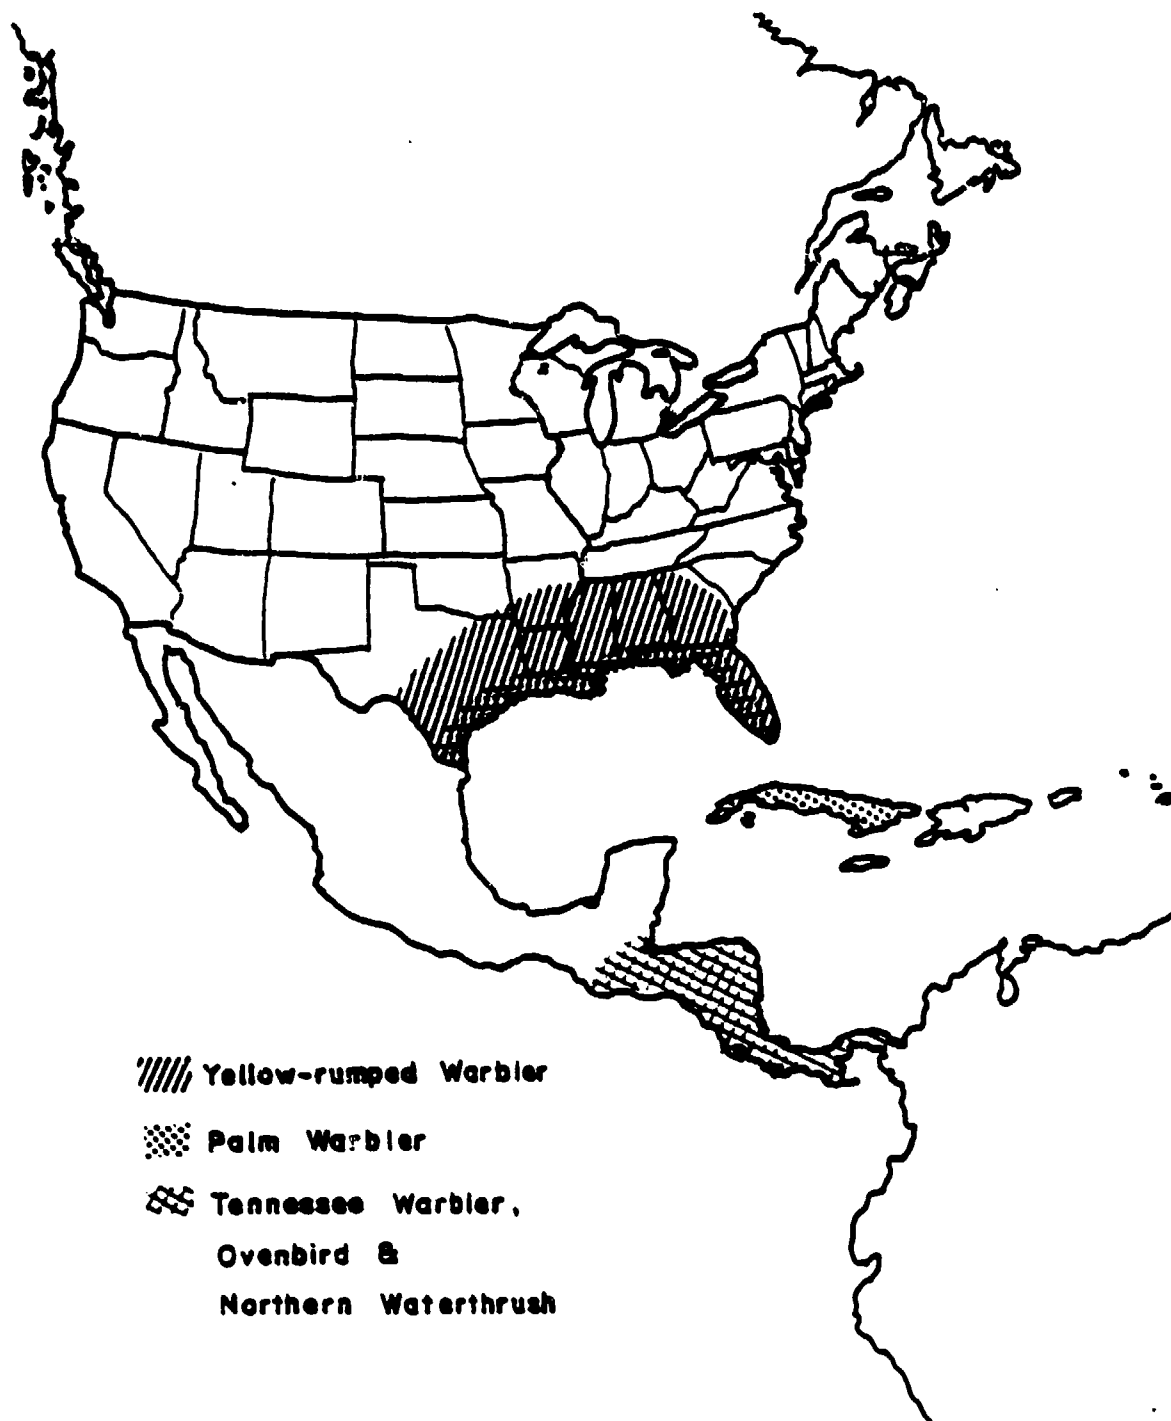 Yellow-rumped Warbler
Palm Warbler
Tennessee Warbler,
Ovenbird &
Northern Waterthrush